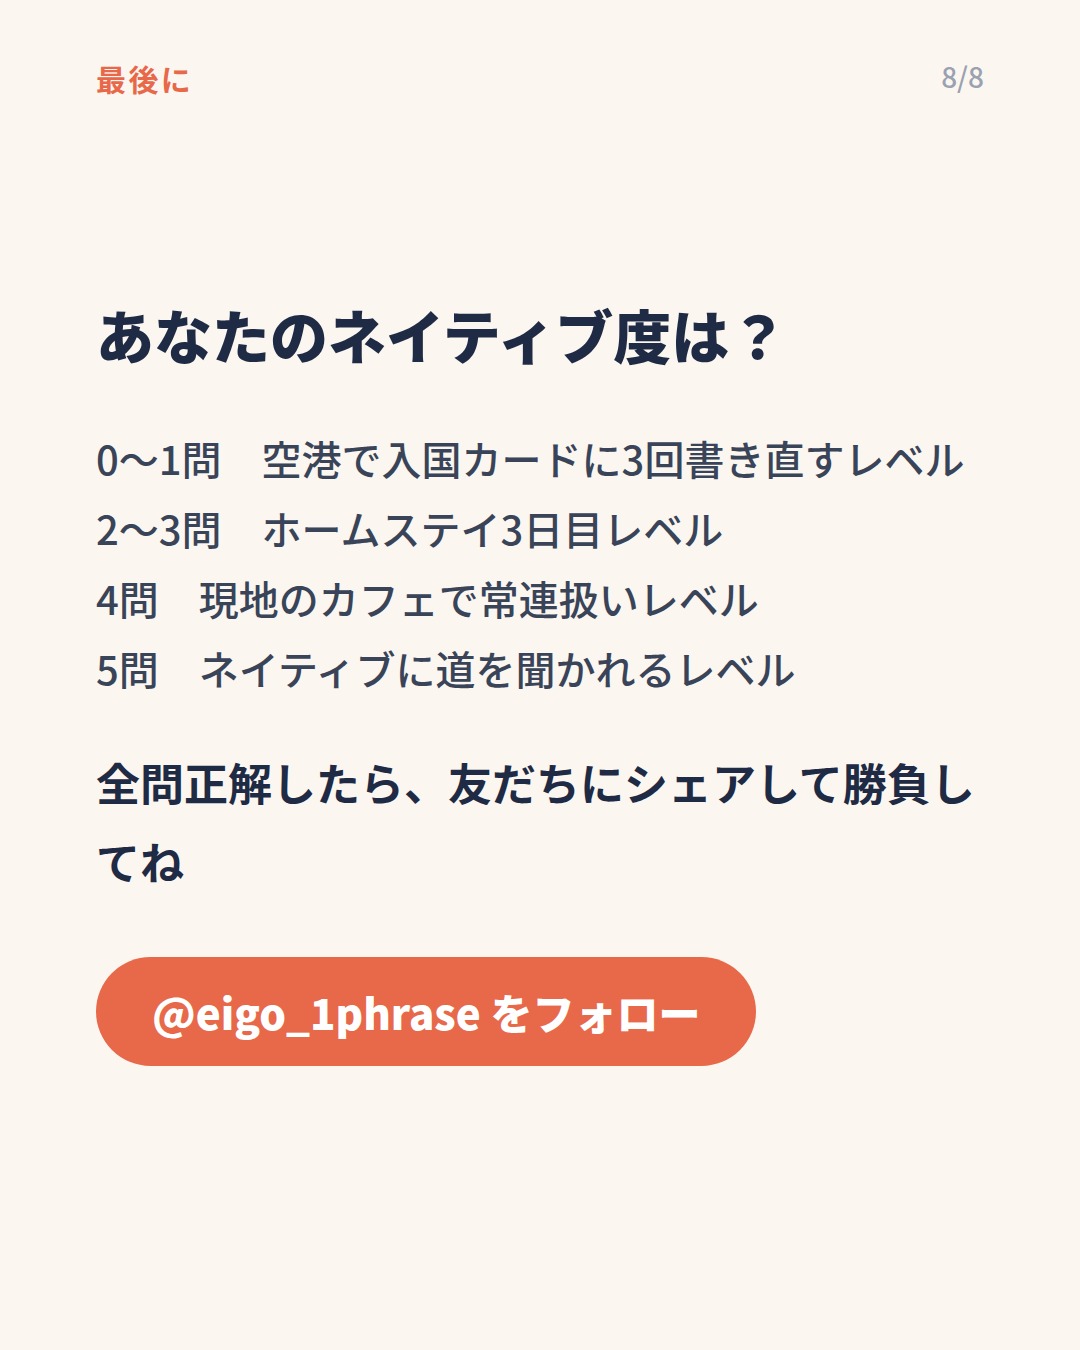 最後に
8/8
あなたのネイティブ度は？
0〜1問　空港で入国カードに3回書き直すレベル
2〜3問　ホームステイ3日目レベル
4問　現地のカフェで常連扱いレベル
5問　ネイティブに道を聞かれるレベル
全問正解したら、友だちにシェアして勝負し
てね
@eigo_1phrase をフォロー